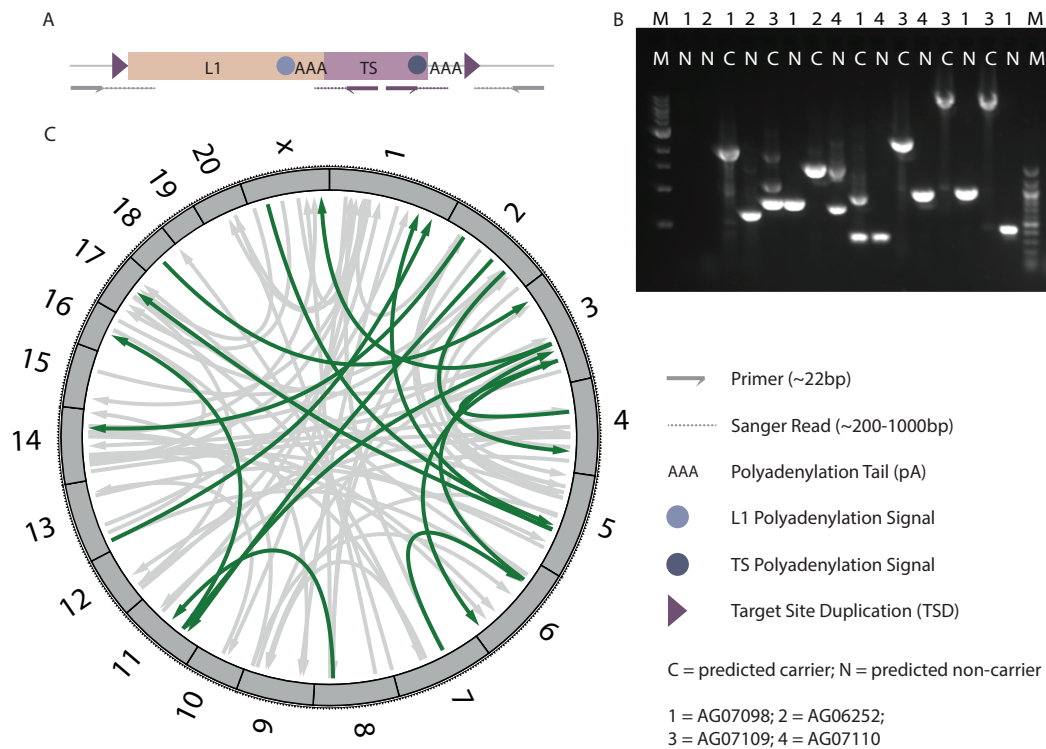 A
L1
AAA
TS
AAA
B
M 1 2 1 2 3 1 2 4 1 4 3 4 3 1 3 1 M
M N N C N C N C N C N C N C N C N M
C
1
2
3
4
5
6
7
8
9
10
11
12
13
14
15
16
17
18
19
20
x
Primer (~22bp)
Sanger Read (~200-1000bp)
AAA Polyadenylation Tail (pA)
L1 Polyadenylation Signal
TS Polyadenylation Signal
Target Site Duplication (TSD)
C = predicted carrier; N = predicted non-carrier
1 = AG07098; 2 = AG06252;
3 = AG07109; 4 = AG07110